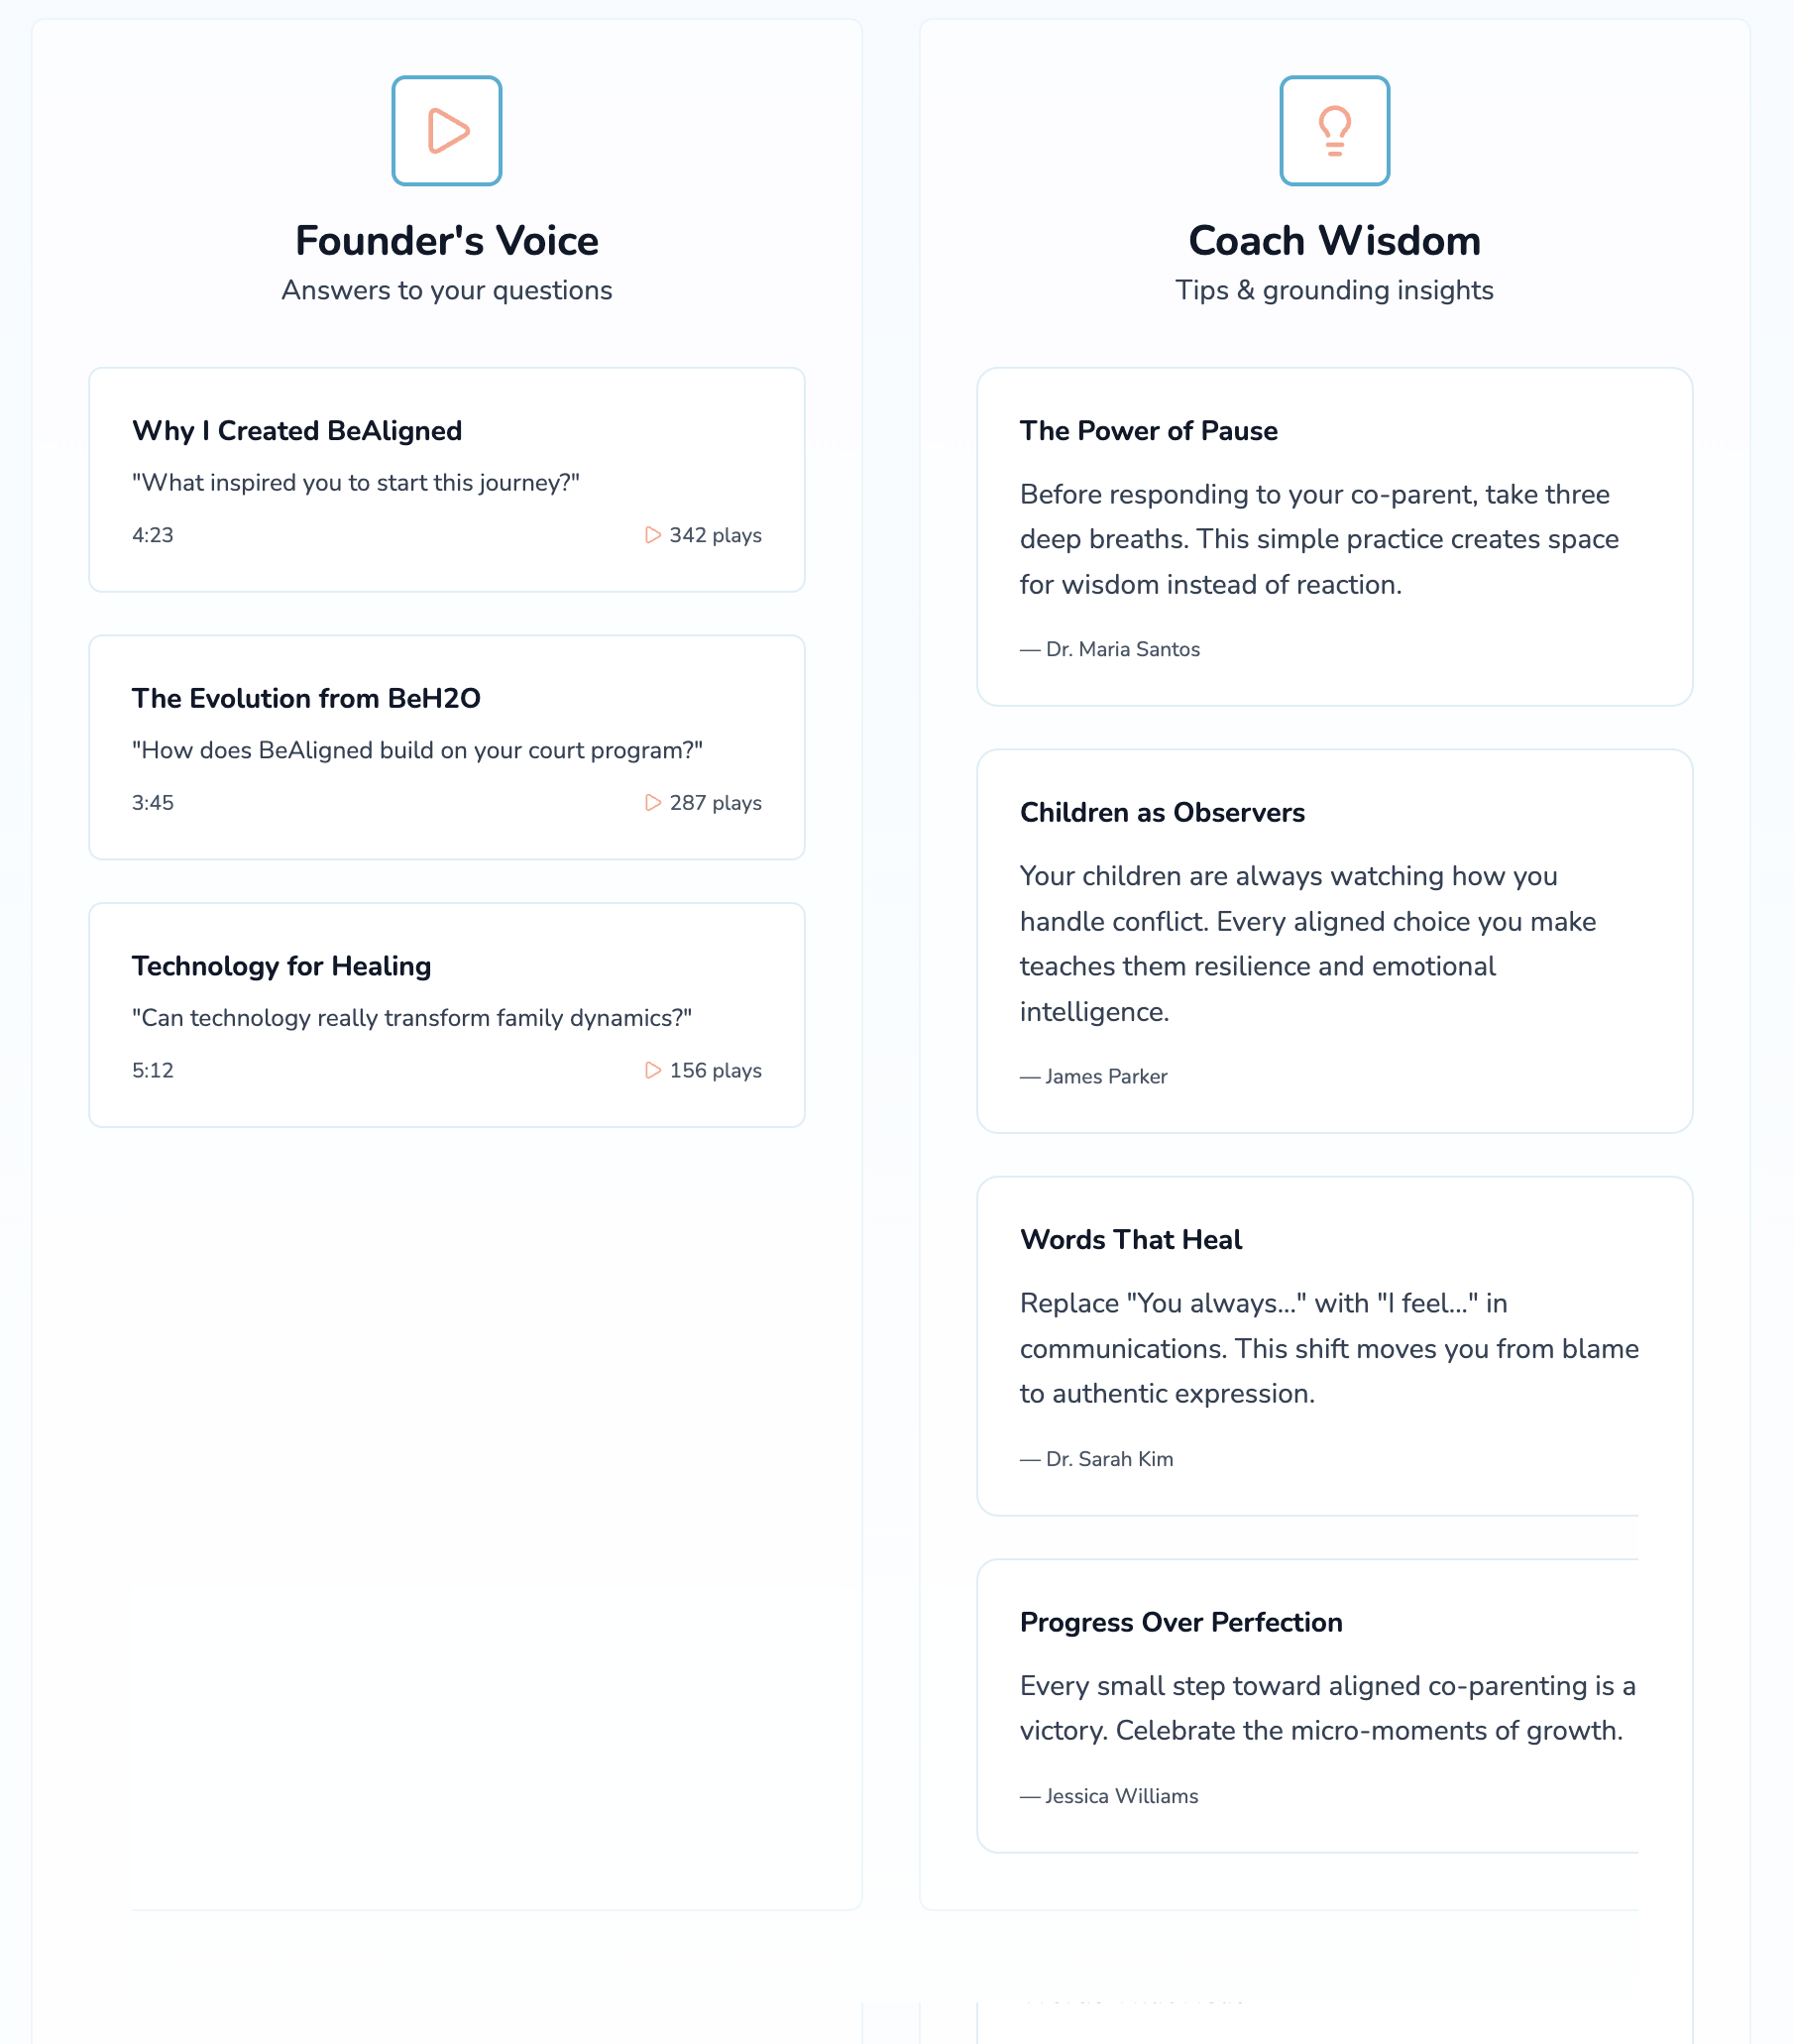 Founder's Voice
Answers to your questions
Why I Created BeAligned
"What inspired you to start this journey?"
4:23
342 plays
The Evolution from BeH2O
"How does BeAligned build on your court program?"
3:45
287 plays
Technology for Healing
"Can technology really transform family dynamics?"
5:12
156 plays
Coach Wisdom
Tips & grounding insights
The Power of Pause
Before responding to your co-parent, take three
deep breaths. This simple practice creates space
for wisdom instead of reaction.
— Dr. Maria Santos
Children as Observers
Your children are always watching how you
handle conflict. Every aligned choice you make
teaches them resilience and emotional
intelligence.
— James Parker
Words That Heal
Replace "You always..." with "I feel..." in
communications. This shift moves you from blame
to authentic expression.
— Dr. Sarah Kim
Progress Over Perfection
Every small step toward aligned co-parenting is a
victory. Celebrate the micro-moments of growth.
— Jessica Williams